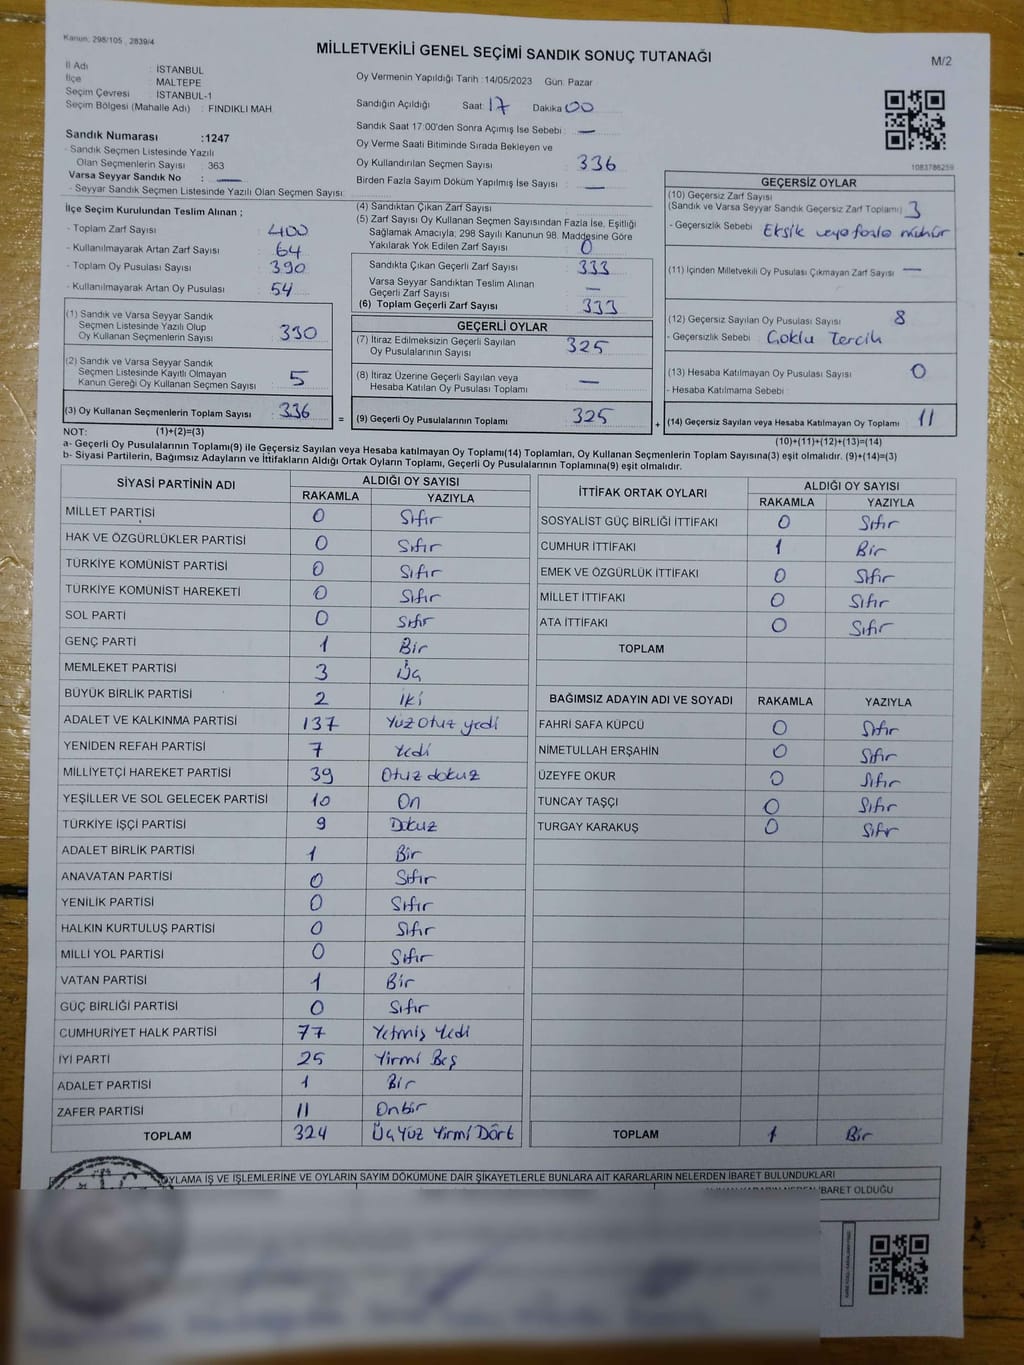 Kanun: 298/105 , 2839/4
MİLLETVEKİLİ GENEL SEÇİMİ SANDIK SONUÇ TUTANAĞI
M/2
İl Adı : İSTANBUL
İlçe : MALTEPE
Seçim Çevresi : İSTANBUL-1
Seçim Bölgesi (Mahalle Adı) : FINDIKLI MAH.
Sandık Numarası :1247
- Sandık Seçmen Listesinde Yazılı
Olan Seçmenlerin Sayısı : 363
Varsa Seyyar Sandık No : —
- Seyyar Sandık Seçmen Listesinde Yazılı Olan Seçmen Sayısı:
Oy Vermenin Yapıldığı Tarih :14/05/2023 Gün: Pazar
Sandığın Açıldığı Saat: 17 Dakika 00
Sandık Saat 17:00'den Sonra Açımış İse Sebebi : —
Oy Verme Saati Bitiminde Sırada Bekleyen ve
Oy Kullandırılan Seçmen Sayısı : 336
Birden Fazla Sayım Döküm Yapılmış İse Sayısı : —
1083786259
İlçe Seçim Kurulundan Teslim Alınan ;
- Toplam Zarf Sayısı : 400
- Kullanılmayarak Artan Zarf Sayısı : 64
- Toplam Oy Pusulası Sayısı : 390
- Kullanılmayarak Artan Oy Pusulası : 54
(1) Sandık ve Varsa Seyyar Sandık
Seçmen Listesinde Yazılı Olup
Oy Kullanan Seçmenlerin Sayısı : 330
(2) Sandık ve Varsa Seyyar Sandık
Seçmen Listesinde Kayıtlı Olmayan
Kanun Gereği Oy Kullanan Seçmen Sayısı : 5
(3) Oy Kullanan Seçmenlerin Toplam Sayısı : 336
(4) Sandıktan Çıkan Zarf Sayısı :
(5) Zarf Sayısı Oy Kullanan Seçmen Sayısından Fazla İse, Eşitliği
Sağlamak Amacıyla; 298 Sayılı Kanunun 98. Maddesine Göre
Yakılarak Yok Edilen Zarf Sayısı : 0
Sandıkta Çıkan Geçerli Zarf Sayısı : 333
Varsa Seyyar Sandıktan Teslim Alınan
Geçerli Zarf Sayısı : —
(6) Toplam Geçerli Zarf Sayısı : 333
GEÇERLİ OYLAR
(7) İtiraz Edilmeksizin Geçerli Sayılan
Oy Pusulalarının Sayısı : 325
(8) İtiraz Üzerine Geçerli Sayılan veya
Hesaba Katılan Oy Pusulası Toplamı : —
= (9) Geçerli Oy Pusulalarının Toplamı : 325
GEÇERSİZ OYLAR
(10) Geçersiz Zarf Sayısı
(Sandık ve Varsa Seyyar Sandık Geçersiz Zarf Toplamı) : 3
- Geçersizlik Sebebi : Eksik veya fazla mühür
(11) İçinden Milletvekili Oy Pusulası Çıkmayan Zarf Sayısı : —
(12) Geçersiz Sayılan Oy Pusulası Sayısı : 8
- Geçersizlik Sebebi : Çoklu Tercih
(13) Hesaba Katılmayan Oy Pusulası Sayısı : 0
- Hesaba Katılmama Sebebi :
+ (14) Geçersiz Sayılan veya Hesaba Katılmayan Oy Toplamı : 11
NOT: (1)+(2)=(3)
(10)+(11)+(12)+(13)=(14)
a- Geçerli Oy Pusulalarının Toplamı(9) ile Geçersiz Sayılan veya Hesaba katılmayan Oy Toplamı(14) Toplamları, Oy Kullanan Seçmenlerin Toplam Sayısına(3) eşit olmalıdır. (9)+(14)=(3)
b- Siyasi Partilerin, Bağımsız Adayların ve İttifakların Aldığı Ortak Oyların Toplamı, Geçerli Oy Pusulalarının Toplamına(9) eşit olmalıdır.
SİYASİ PARTİNİN ADI ALDIĞI OY SAYISI
RAKAMLA YAZIYLA
MİLLET PARTİSİ 0 Sıfır
HAK VE ÖZGÜRLÜKLER PARTİSİ 0 Sıfır
TÜRKİYE KOMÜNİST PARTİSİ 0 Sıfır
TÜRKİYE KOMÜNİST HAREKETİ 0 Sıfır
SOL PARTİ 0 Sıfır
GENÇ PARTİ 1 Bir
MEMLEKET PARTİSİ 3 Üç
BÜYÜK BİRLİK PARTİSİ 2 iki
ADALET VE KALKINMA PARTİSİ 137 Yüz Otuz yedi
YENİDEN REFAH PARTİSİ 7 Yedi
MİLLİYETÇİ HAREKET PARTİSİ 39 Otuz dokuz
YEŞİLLER VE SOL GELECEK PARTİSİ 10 On
TÜRKİYE İŞÇİ PARTİSİ 9 Dokuz
ADALET BİRLİK PARTİSİ 1 Bir
ANAVATAN PARTİSİ 0 Sıfır
YENİLİK PARTİSİ 0 Sıfır
HALKIN KURTULUŞ PARTİSİ 0 Sıfır
MİLLİ YOL PARTİSİ 0 Sıfır
VATAN PARTİSİ 1 Bir
GÜÇ BİRLİĞİ PARTİSİ 0 Sıfır
CUMHURİYET HALK PARTİSİ 77 Yetmiş Yedi
İYİ PARTİ 25 Yirmi Beş
ADALET PARTİSİ 1 Bir
ZAFER PARTİSİ 11 Onbir
TOPLAM 324 Üç Yüz Yirmi Dört
İTTİFAK ORTAK OYLARI ALDIĞI OY SAYISI
RAKAMLA YAZIYLA
SOSYALİST GÜÇ BİRLİĞİ İTTİFAKI 0 Sıfır
CUMHUR İTTİFAKI 1 Bir
EMEK VE ÖZGÜRLÜK İTTİFAKI 0 Sıfır
MİLLET İTTİFAKI 0 Sıfır
ATA İTTİFAKI 0 Sıfır
TOPLAM
BAĞIMSIZ ADAYIN ADI VE SOYADI RAKAMLA YAZIYLA
FAHRİ SAFA KÜPCÜ 0 Sıfır
NİMETULLAH ERŞAHİN 0 Sıfır
ÜZEYFE OKUR 0 Sıfır
TUNCAY TAŞÇI 0 Sıfır
TURGAY KARAKUŞ 0 Sıfır
TOPLAM 1 Bir
OYLAMA İŞ VE İŞLEMLERİNE VE OYLARIN SAYIM DÖKÜMÜNE DAİR ŞİKAYETLERLE BUNLARA AİT KARARLARIN NELERDEN İBARET BULUNDUKLARI
İBARET OLDUĞU